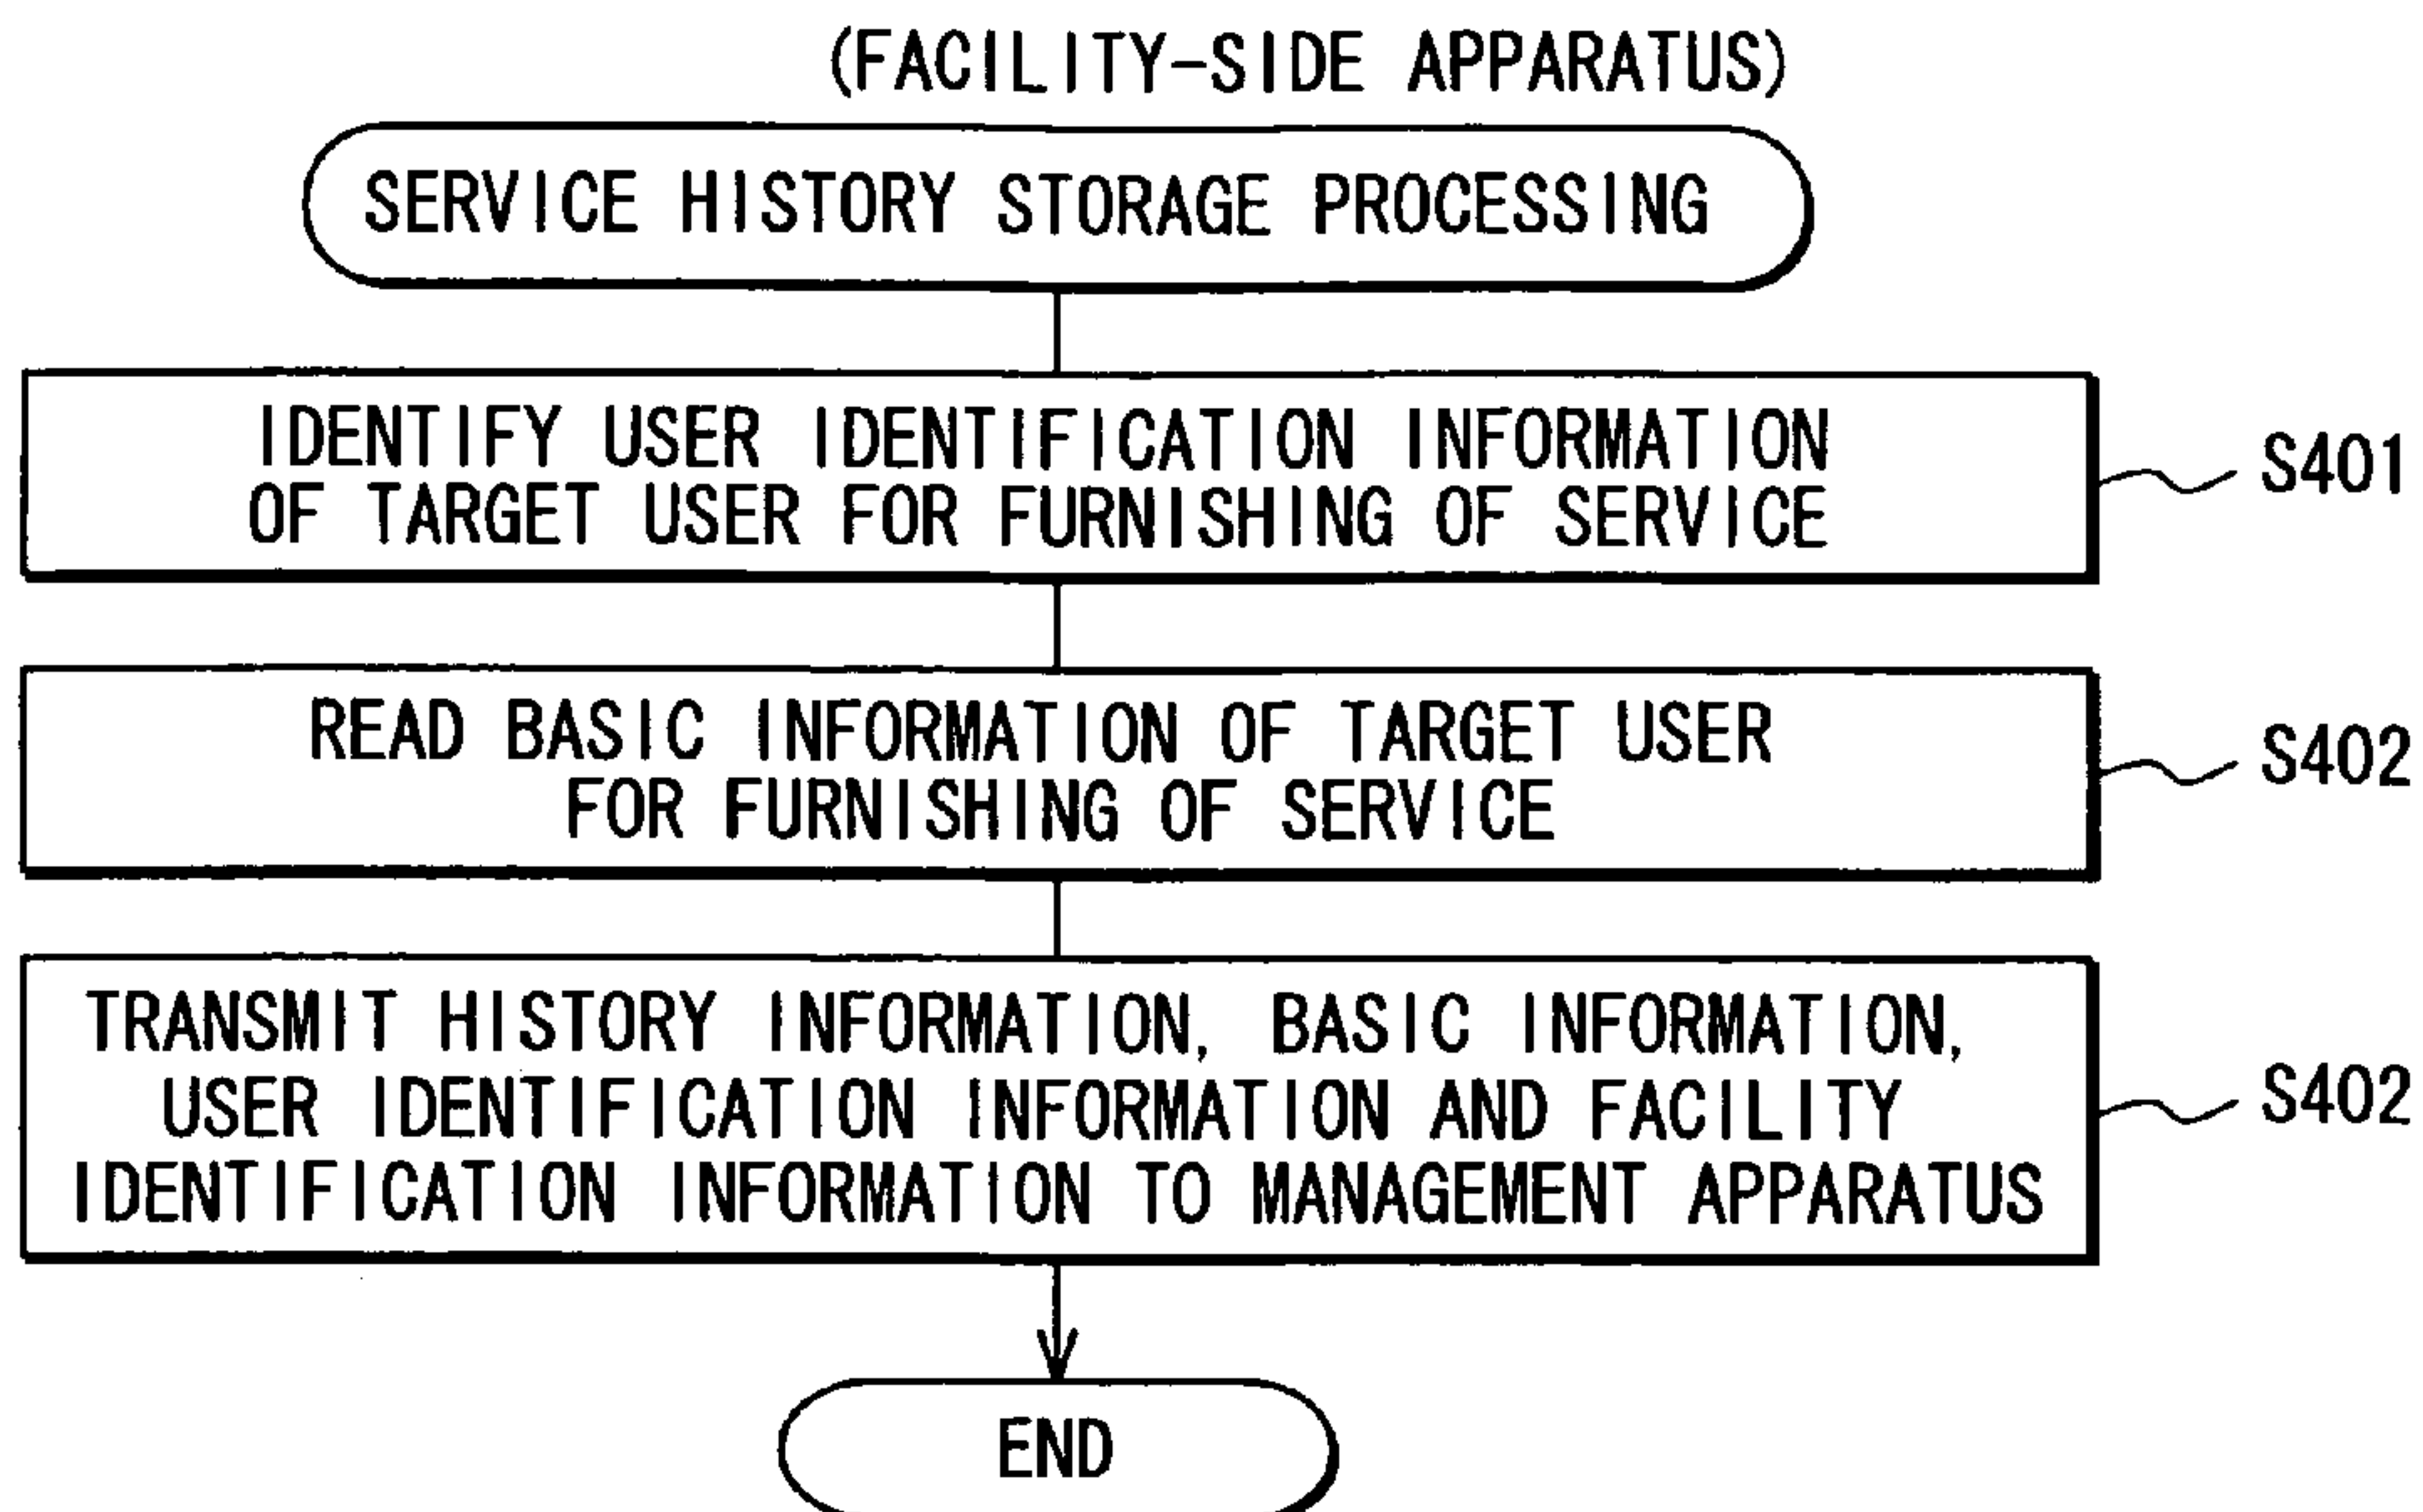 (FACILITY-SIDE APPARATUS)
SERVICE HISTORY STORAGE PROCESSING
IDENTIFY USER IDENTIFICATION INFORMATION
OF TARGET USER FOR FURNISHING OF SERVICE
S401
READ BASIC INFORMATION OF TARGET USER
FOR FURNISHING OF SERVICE
S402
TRANSMIT HISTORY INFORMATION, BASIC INFORMATION,
USER IDENTIFICATION INFORMATION AND FACILITY
IDENTIFICATION INFORMATION TO MANAGEMENT APPARATUS
S402
END